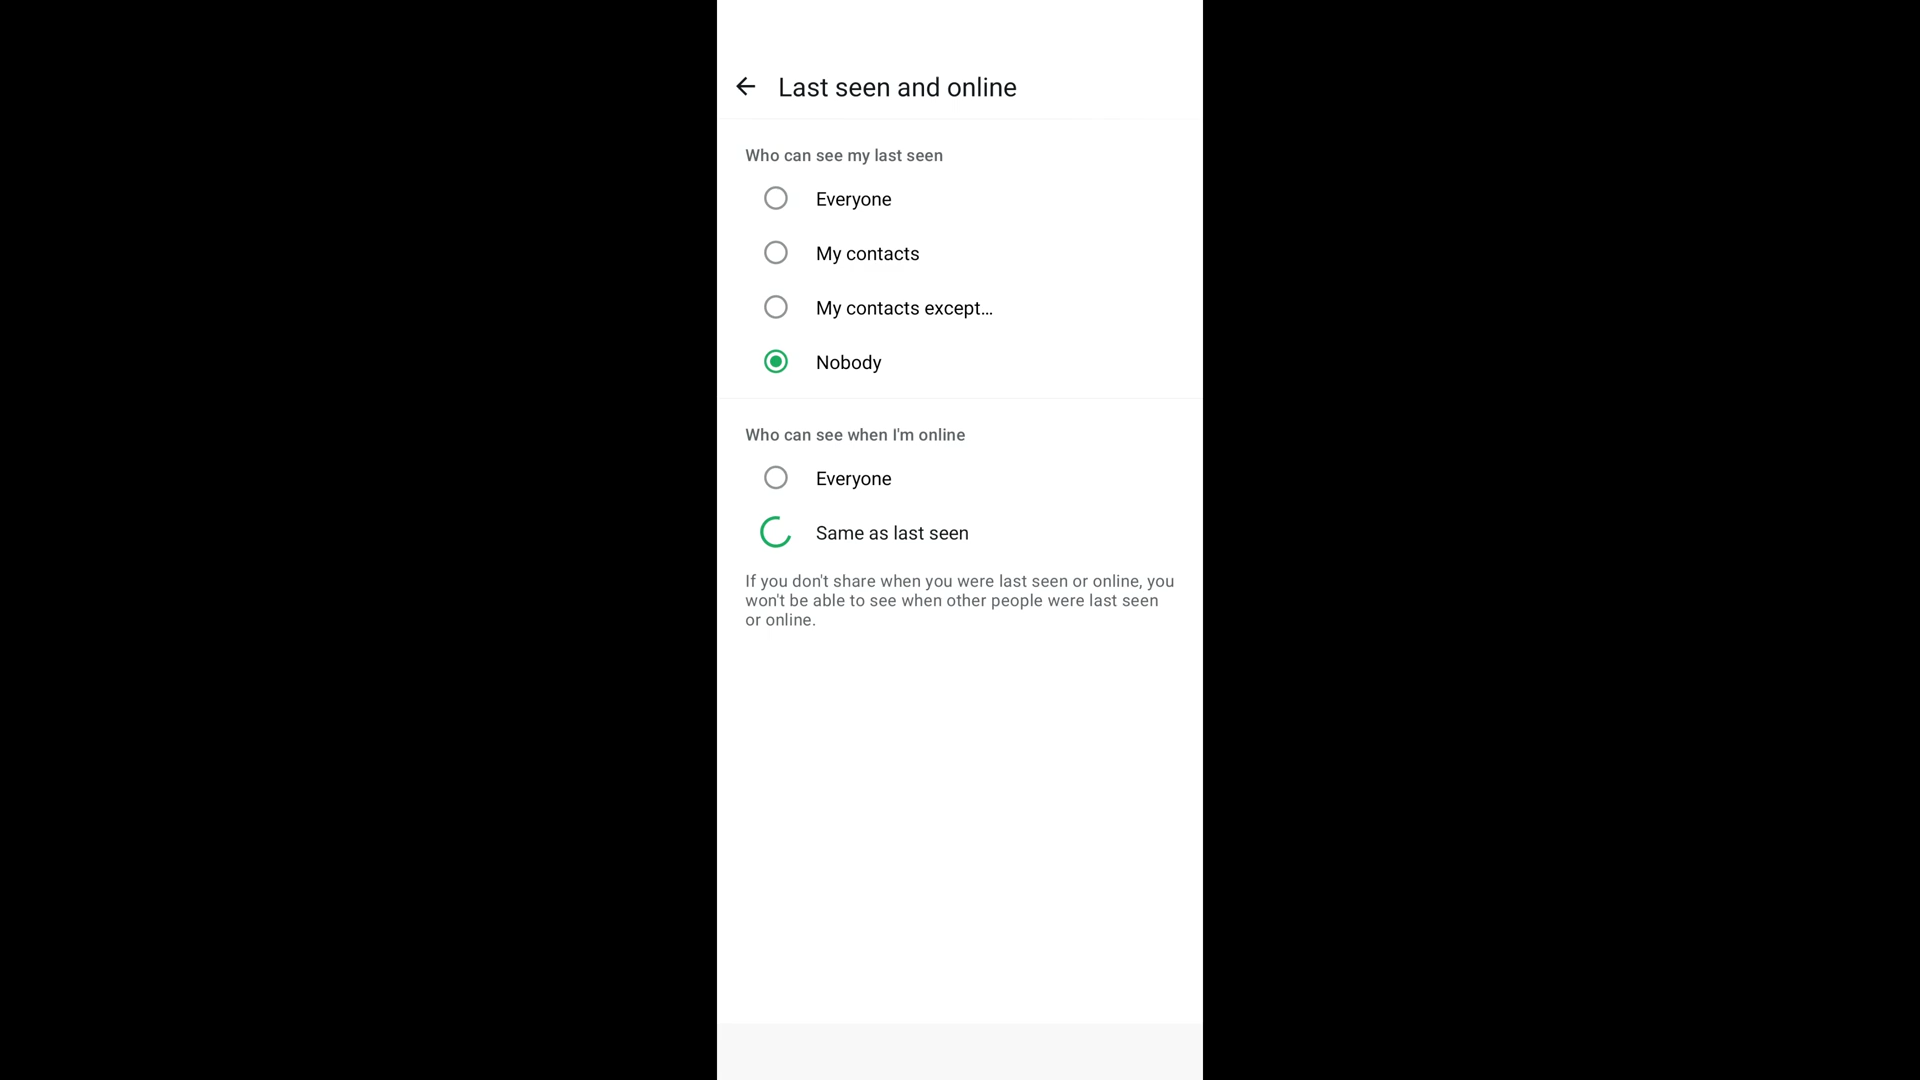 Last seen and online
Who can see my last seen
Everyone
My contacts
My contacts except...
Nobody
Who can see when I'm online
Everyone
Same as last seen
If you don't share when you were last seen or online, you
won't be able to see when other people were last seen
or online.